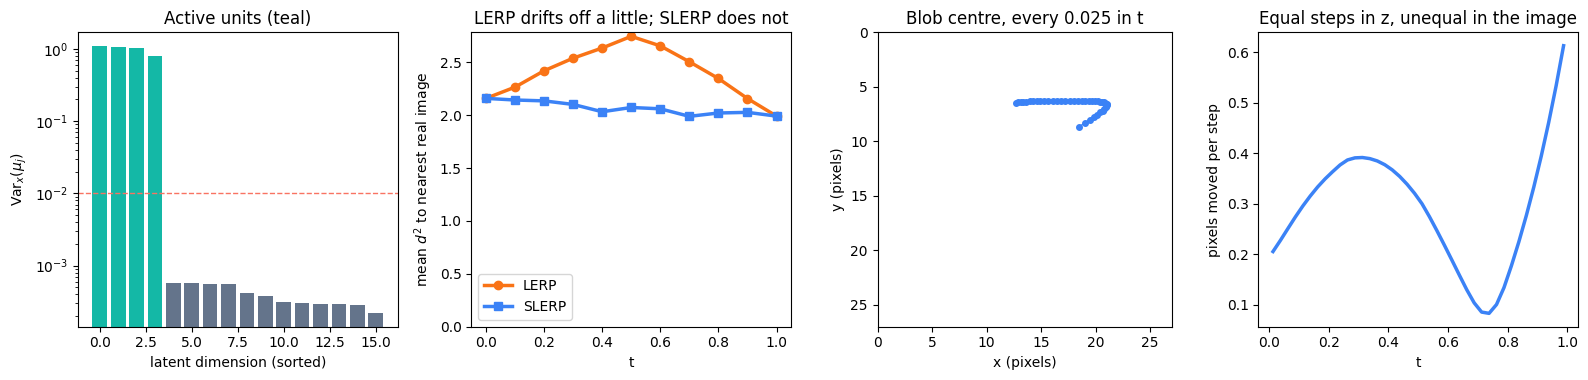 Active units (teal)
10⁰
10⁻¹
10⁻²
10⁻³
Varₓ(μⱼ)
0.0 2.5 5.0 7.5 10.0 12.5 15.0
latent dimension (sorted)
LERP drifts off a little; SLERP does not
2.5
2.0
1.5
1.0
0.5
0.0
mean d² to nearest real image
LERP
SLERP
0.0 0.2 0.4 0.6 0.8 1.0
t
Blob centre, every 0.025 in t
0
5
10
15
20
25
y (pixels)
0 5 10 15 20 25
x (pixels)
Equal steps in z, unequal in the image
0.6
0.5
0.4
0.3
0.2
0.1
pixels moved per step
0.0 0.2 0.4 0.6 0.8 1.0
t